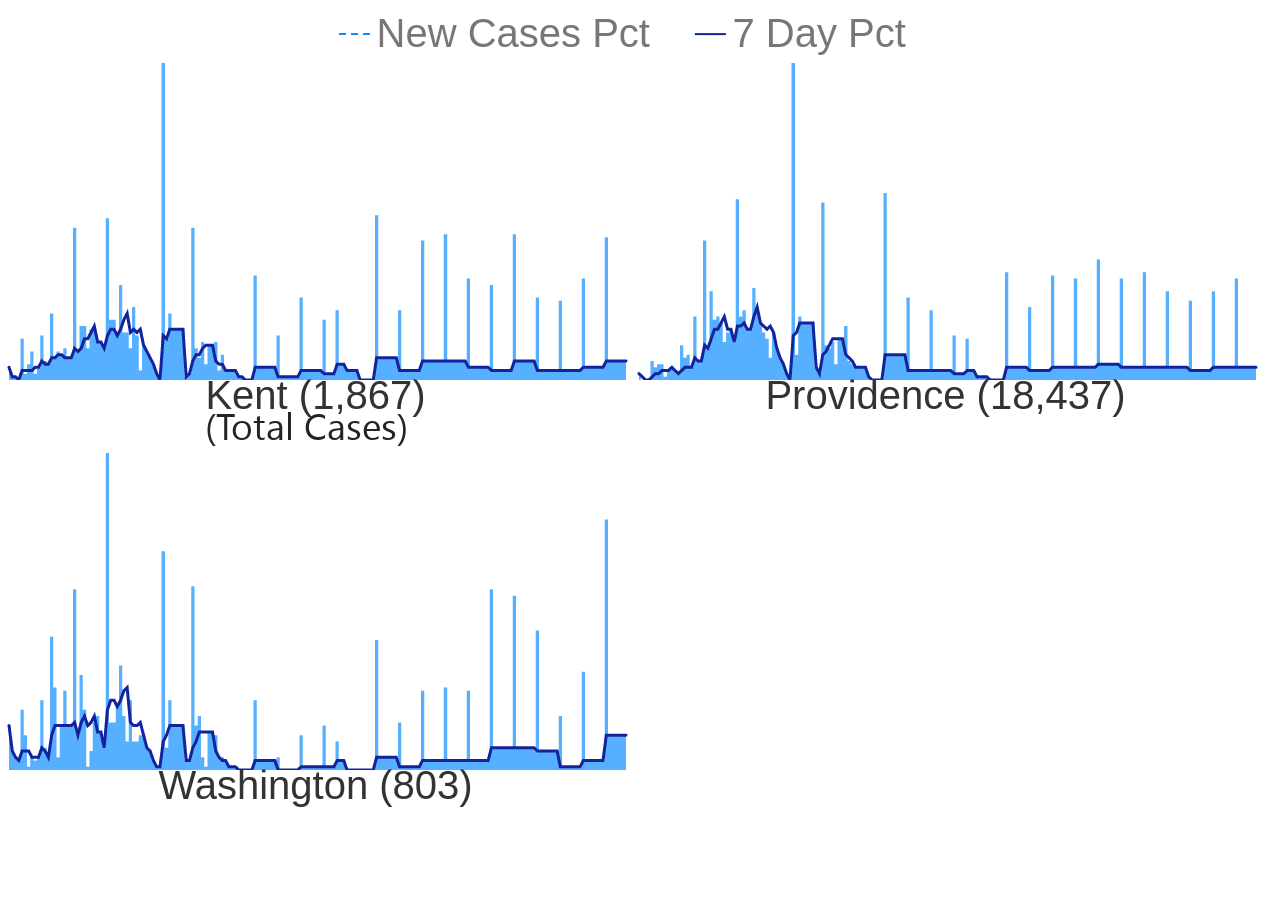 New Cases Pct 7 Day Pct
Kent (1,867)
(Total Cases)
Providence (18,437)
Washington (803)